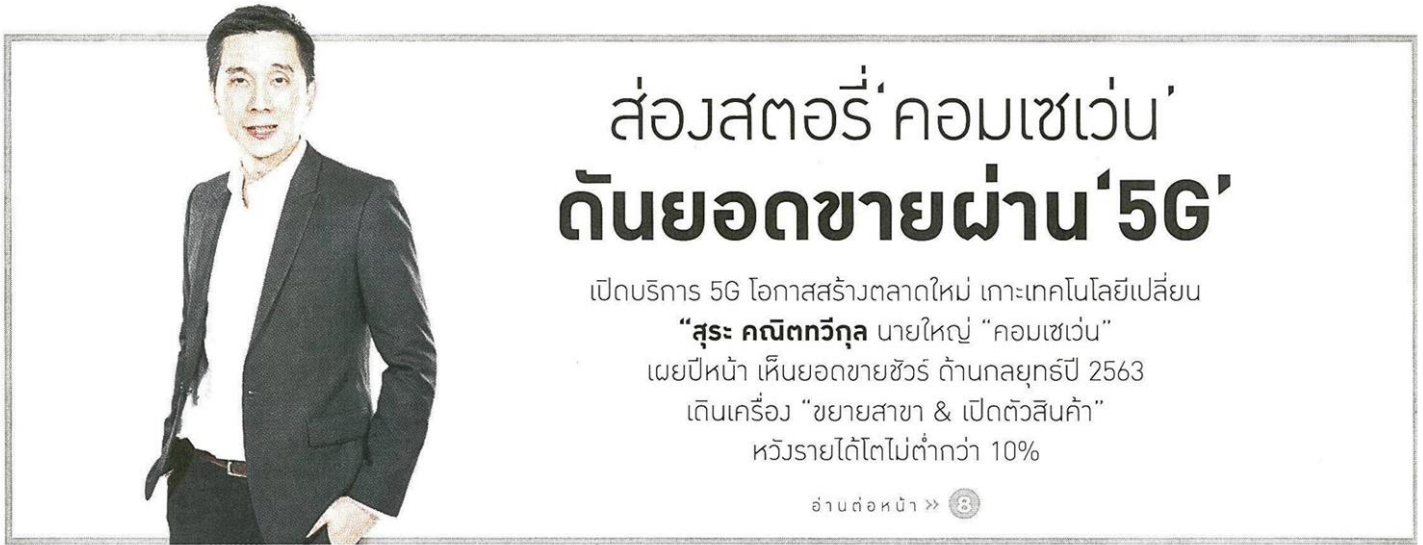 ส่องสตอรี่‘คอมเซเว่น’
ดันยอดขายผ่าน‘5G’
เปิดบริการ 5G โอกาสสร้างตลาดใหม่ เกาะเทคโนโลยีเปลี่ยน
“สุระ คณิตทวีกุล นายใหญ่ “คอมเซเว่น”
เผยปีหน้า เห็นยอดขายชัวร์ ด้านกลยุทธ์ปี 2563
เดินเครื่อง “ขยายสาขา & เปิดตัวสินค้า”
หวังรายได้โตไม่ต่ำกว่า 10%
อ่านต่อหน้า » 8